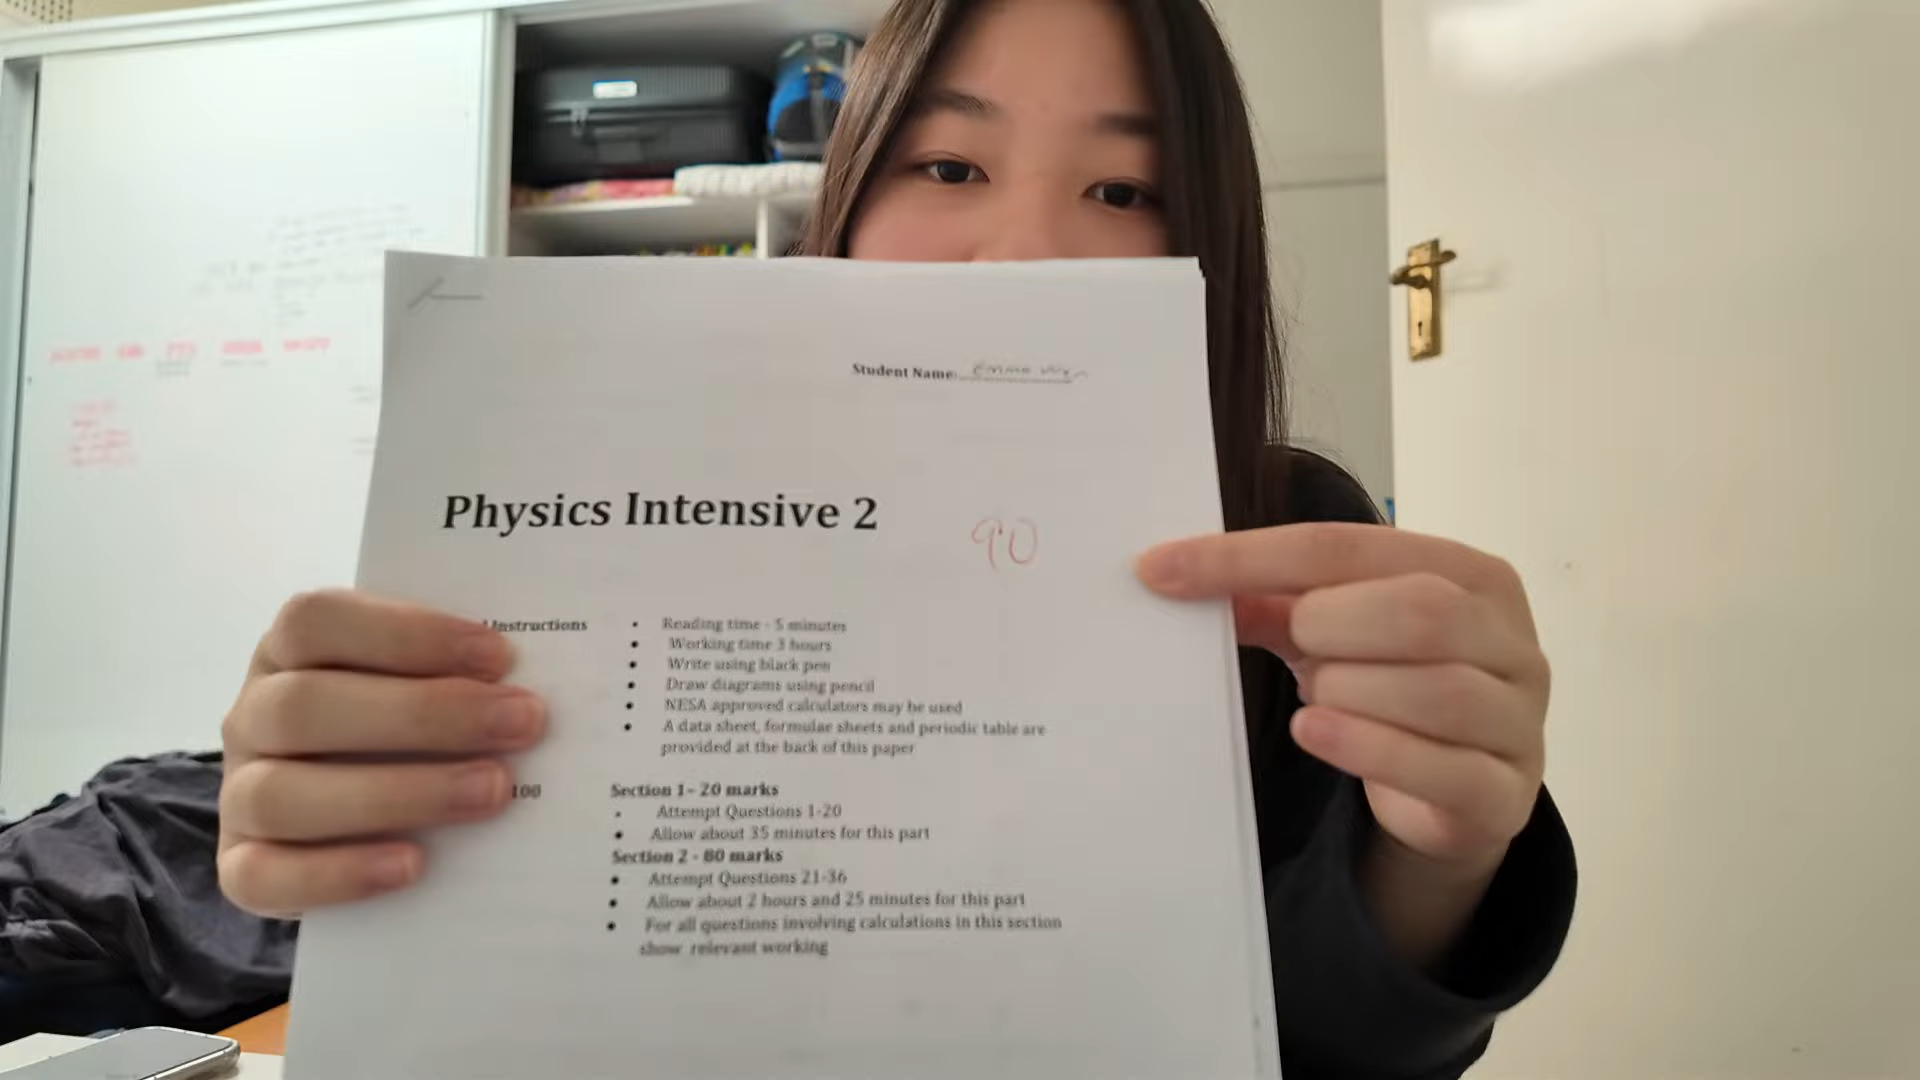 Student Name:
Physics Intensive 2
90
Instructions
• Reading time - 5 minutes
• Working time 3 hours
• Write using black pen
• Draw diagrams using pencil
• NESA approved calculators may be used
• A data sheet, formulae sheets and periodic table are
provided at the back of this paper
100
Section 1- 20 marks
• Attempt Questions 1-20
• Allow about 35 minutes for this part
Section 2 - 80 marks
• Attempt Questions 21-36
• Allow about 2 hours and 25 minutes for this part
• For all questions involving calculations in this section
show relevant working